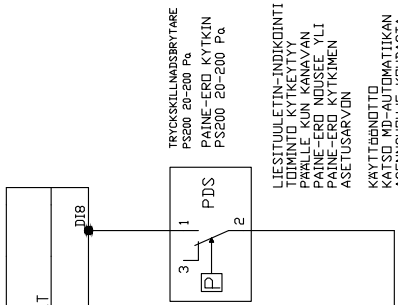 TRYCKSKILLNADSBRYTARE
PS200 20-200 Pa
PAINE-ERO KYTKIN
PS200 20-200 Pa
LIESITUULETIN-INDIKOINTI
TOIMINTO KYTKEYTYY
PÄÄLLE KUN KANAVAN
PAINE-ERO NOUSEE YLI
PAINE-ERO KYTKIMEN
ASETUSARVON
KÄYTTÖÖNOTTO
KATSO MD-AUTOMATIIKAN
T
DI8
1
PDS
2
3
P